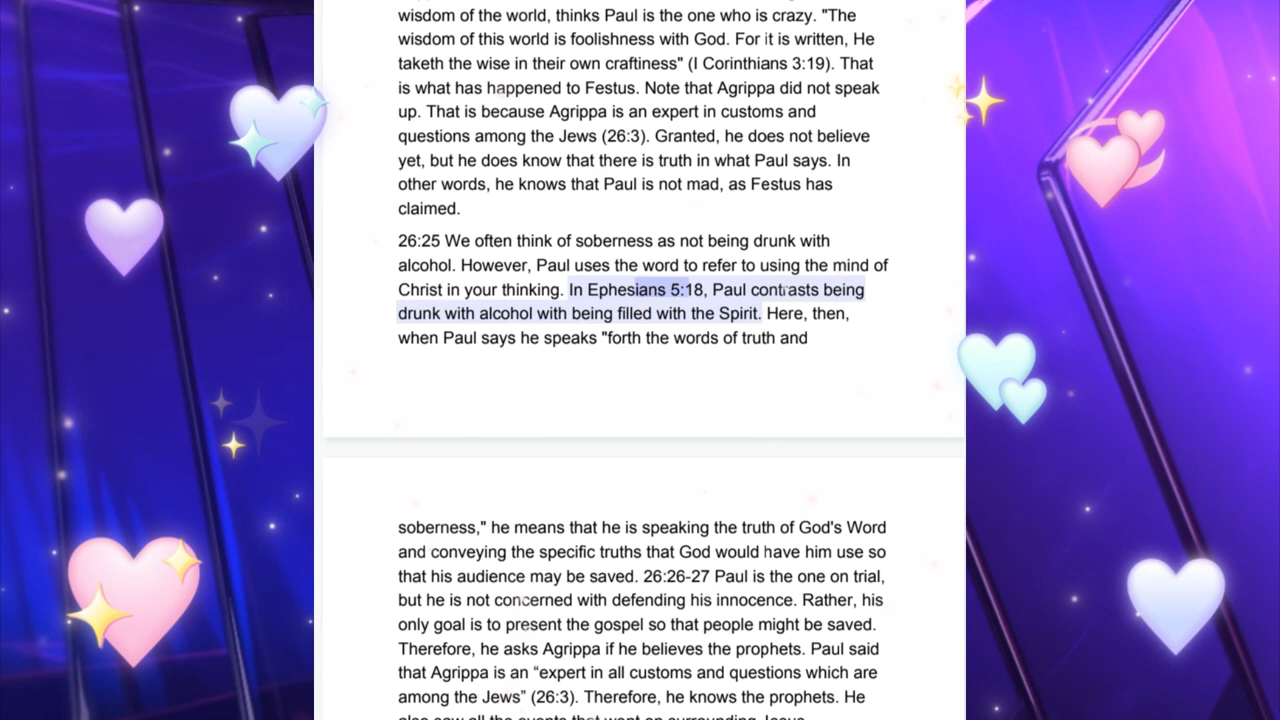 wisdom of the world, thinks Paul is the one who is crazy. "The
wisdom of this world is foolishness with God. For it is written, He
taketh the wise in their own craftiness" (I Corinthians 3:19). That
is what has happened to Festus. Note that Agrippa did not speak
up. That is because Agrippa is an expert in customs and
questions among the Jews (26:3). Granted, he does not believe
yet, but he does know that there is truth in what Paul says. In
other words, he knows that Paul is not mad, as Festus has
claimed.
26:25 We often think of soberness as not being drunk with
alcohol. However, Paul uses the word to refer to using the mind of
Christ in your thinking. In Ephesians 5:18, Paul contrasts being
drunk with alcohol with being filled with the Spirit. Here, then,
when Paul says he speaks "forth the words of truth and
soberness," he means that he is speaking the truth of God's Word
and conveying the specific truths that God would have him use so
that his audience may be saved. 26:26-27 Paul is the one on trial,
but he is not concerned with defending his innocence. Rather, his
only goal is to present the gospel so that people might be saved.
Therefore, he asks Agrippa if he believes the prophets. Paul said
that Agrippa is an “expert in all customs and questions which are
among the Jews” (26:3). Therefore, he knows the prophets. He
also saw all the events that went on surrounding Jesus